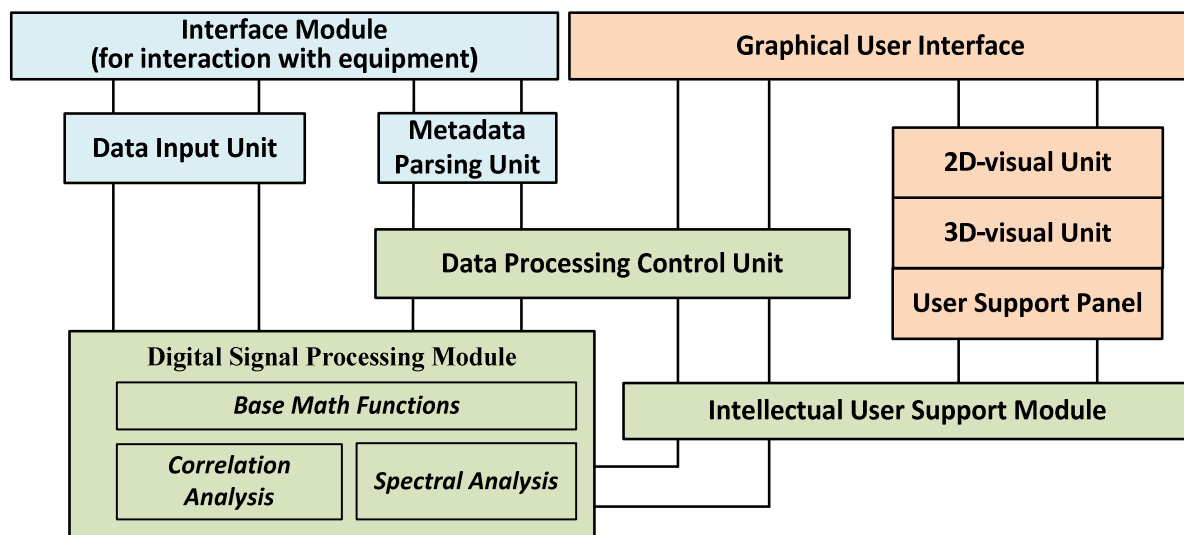 Interface Module
(for interaction with equipment)
Graphical User Interface
Data Input Unit
Metadata
Parsing Unit
2D-visual Unit
3D-visual Unit
Data Processing Control Unit
User Support Panel
Digital Signal Processing Module
Base Math Functions
Intellectual User Support Module
Correlation
Analysis
Spectral Analysis